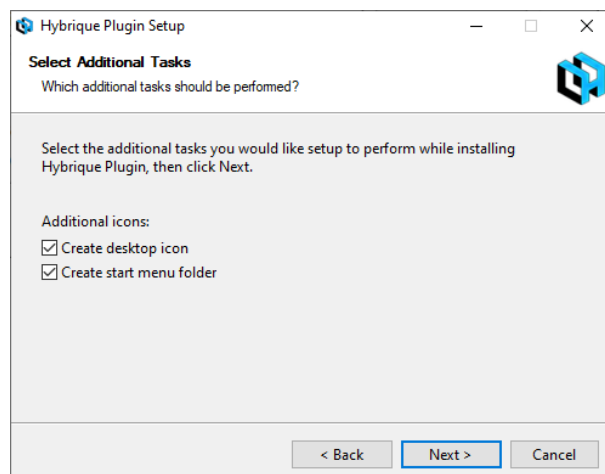 Hybrique Plugin Setup
Select Additional Tasks
Which additional tasks should be performed?
Select the additional tasks you would like setup to perform while installing
Hybrique Plugin, then click Next.
Additional icons:
Create desktop icon
Create start menu folder
< Back
Next >
Cancel